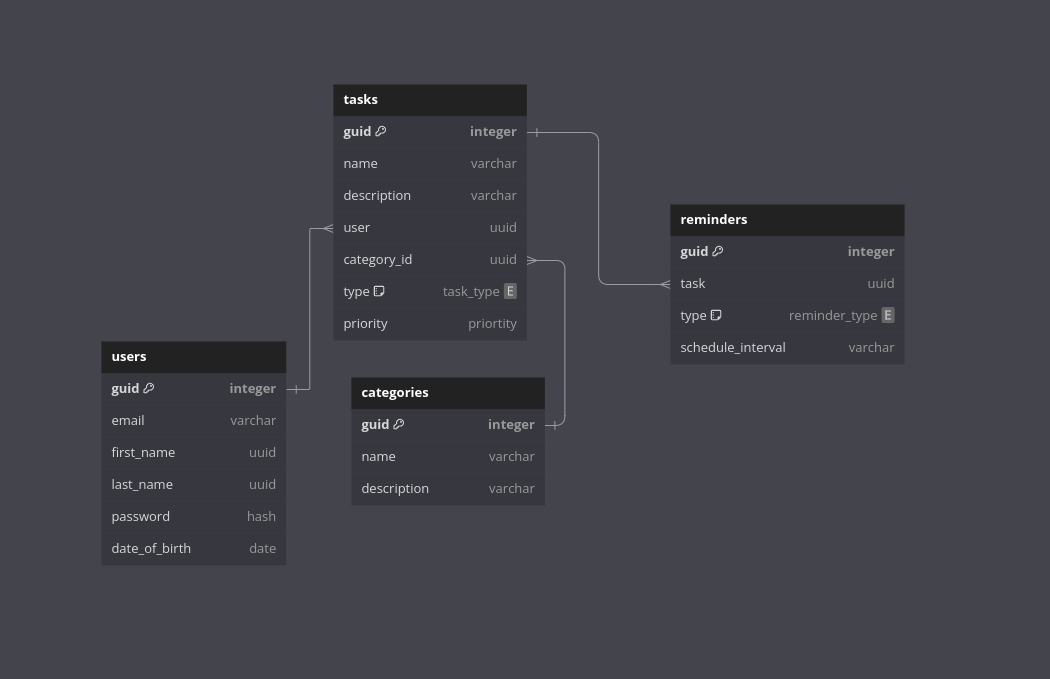 tasks
guid integer
name varchar
description varchar
user uuid
category_id uuid
type task_type E
priority priortity
reminders
guid integer
task uuid
type reminder_type E
schedule_interval varchar
users
guid integer
email varchar
first_name uuid
last_name uuid
password hash
date_of_birth date
categories
guid integer
name varchar
description varchar